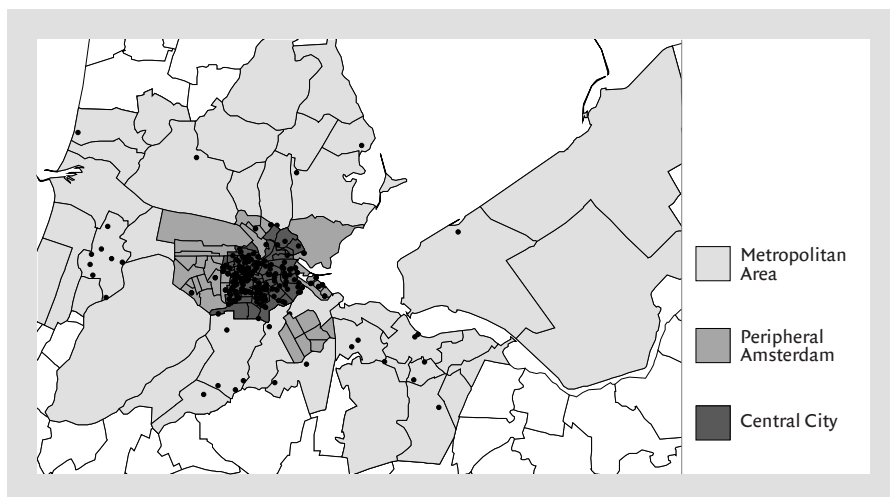 Metropolitan
Area
Peripheral
Amsterdam
Central City